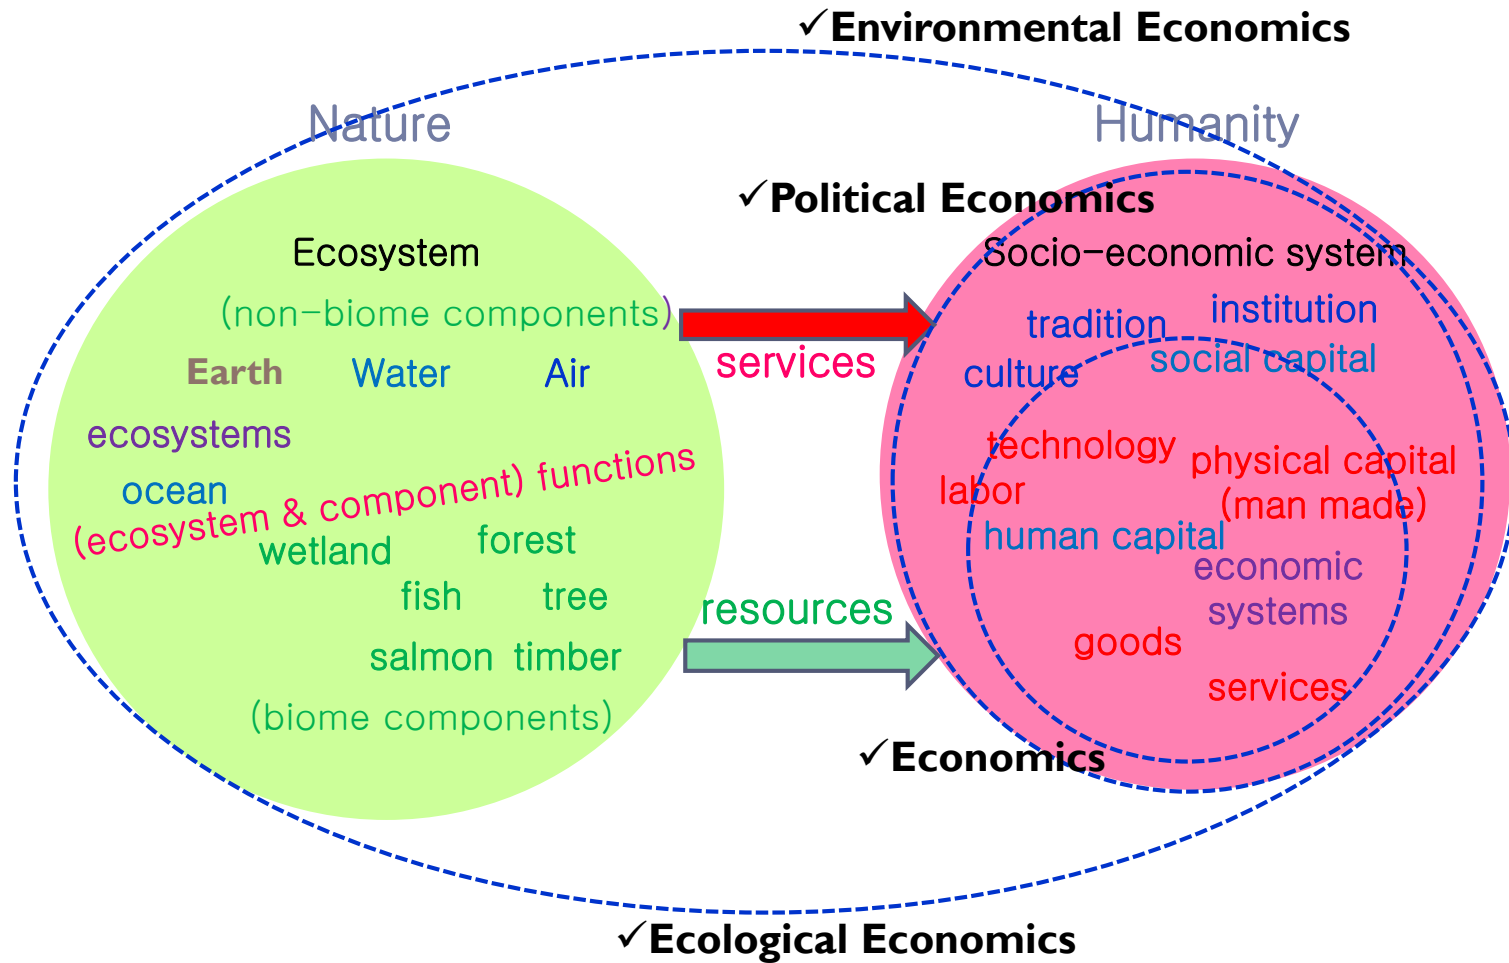 ✓Environmental Economics
Nature
Humanity
✓Political Economics
Ecosystem
(non-biome components)
Earth
Water
Air
ecosystems
ocean
(ecosystem & component) functions
wetland
forest
fish
tree
salmon
timber
(biome components)
services
resources
Socio-economic system
tradition
institution
culture
social capital
technology
physical capital
(man made)
labor
human capital
economic
systems
goods
services
✓Economics
✓Ecological Economics